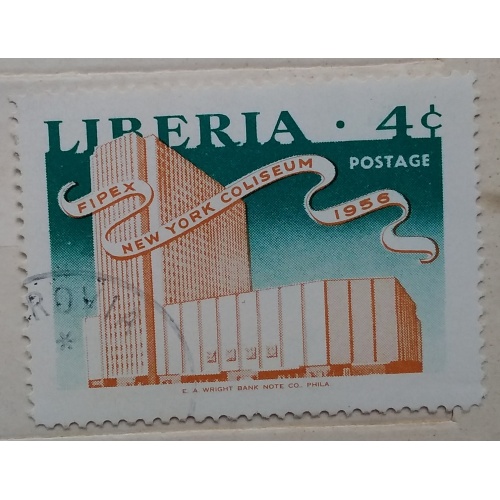 LIBERIA · 4¢
POSTAGE
FIPEX
NEW YORK COLISEUM
1956
E. A. WRIGHT BANK NOTE CO., PHILA.